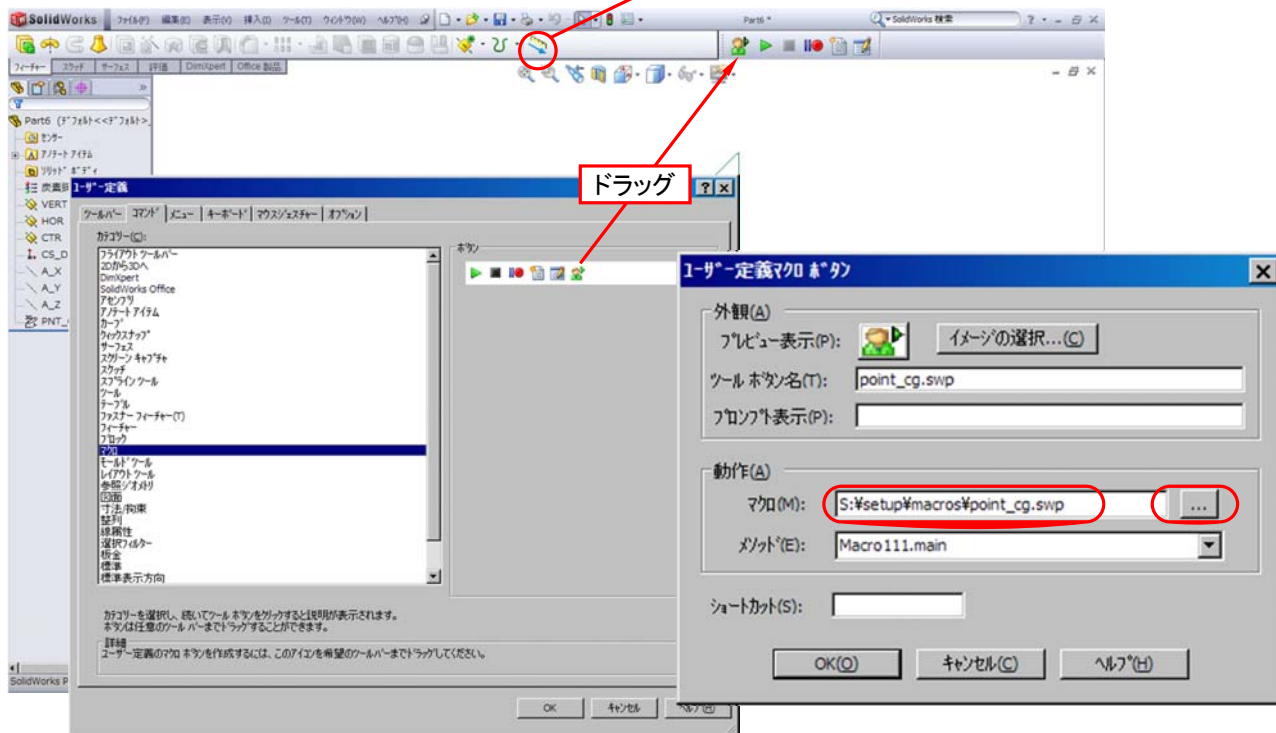 SolidWorks ﾌｧｲﾙ(F) 編集(E) 表示(V) 挿入(I) ﾂｰﾙ(T) ｳｨﾝﾄﾞｳ(W) ﾍﾙﾌﾟ(H) Part6 * SolidWorks 検索
ﾌｨｰﾁｬｰ ｽｹｯﾁ ｻｰﾌｪｽ 評価 DimXpert Office 製品
Part6 (ﾃﾞﾌｫﾙﾄ<<ﾃﾞﾌｫﾙﾄ>_
ｾﾝｻｰ
ｱﾉﾃｰﾄ ｱｲﾃﾑ
ｿﾘｯﾄﾞ ﾎﾞﾃﾞｨ
VERT
HOR
CTR
CS_D
A_X
A_Y
A_Z
PNT_
SolidWorks P
ドラッグ
ﾕｰｻﾞｰ定義
ﾂｰﾙﾊﾞｰ ｺﾏﾝﾄﾞ ﾒﾆｭｰ ｷｰﾎﾞｰﾄﾞ ﾏｳｽｼﾞｪｽﾁｬｰ ｵﾌﾟｼｮﾝ
ｶﾃｺﾞﾘｰ(C):
ﾌﾗｲｱｳﾄ ﾂｰﾙﾊﾞｰ
2Dから3Dへ
DimXpert
SolidWorks Office
ｱｾﾝﾌﾞﾘ
ｱﾉﾃｰﾄ ｱｲﾃﾑ
ｶｰﾌﾞ
ｸｨｯｸｽﾅｯﾌﾟ
ｻｰﾌｪｽ
ｽｸﾘｰﾝ ｷｬﾌﾟﾁｬ
ｽｹｯﾁ
ｽﾌﾟﾗｲﾝ ﾂｰﾙ
ﾂｰﾙ
ﾃｰﾌﾞﾙ
ﾌｧｽﾅｰ ﾌｨｰﾁｬｰ(T)
ﾌｨｰﾁｬｰ
ﾌﾞﾛｯｸ
ﾏｸﾛ
ﾓｰﾙﾄﾞ ﾂｰﾙ
ﾚｲｱｳﾄ ﾂｰﾙ
参照ｼﾞｵﾒﾄﾘ
図面
寸法/拘束
整列
線属性
選択ﾌｨﾙﾀｰ
板金
標準
標準表示方向
ﾎﾞﾀﾝ
ｶﾃｺﾞﾘｰを選択し、続いてﾂｰﾙ ﾎﾞﾀﾝをｸﾘｯｸすると説明が表示されます。
ﾎﾞﾀﾝは任意のﾂｰﾙ ﾊﾞｰまでﾄﾞﾗｯｸﾞすることができます。
詳細
ﾕｰｻﾞｰ定義のﾏｸﾛ ﾎﾞﾀﾝを作成するには、このｱｲｺﾝを希望のﾂｰﾙﾊﾞｰまでﾄﾞﾗｯｸﾞしてください。
OK ｷｬﾝｾﾙ ﾍﾙﾌﾟ(H)
ﾕｰｻﾞｰ定義ﾏｸﾛ ﾎﾞﾀﾝ
外観(A)
ﾌﾟﾚﾋﾞｭｰ表示(P): ｲﾒｰｼﾞの選択...(C)
ﾂｰﾙ ﾎﾞﾀﾝ名(T): point_cg.swp
ﾌﾟﾛﾝﾌﾟﾄ表示(P):
動作(A)
ﾏｸﾛ(M): S:¥setup¥macros¥point_cg.swp ...
ﾒｿｯﾄﾞ(E): Macro111.main
ｼｮｰﾄｶｯﾄ(S):
OK(O) ｷｬﾝｾﾙ(C) ﾍﾙﾌﾟ(H)